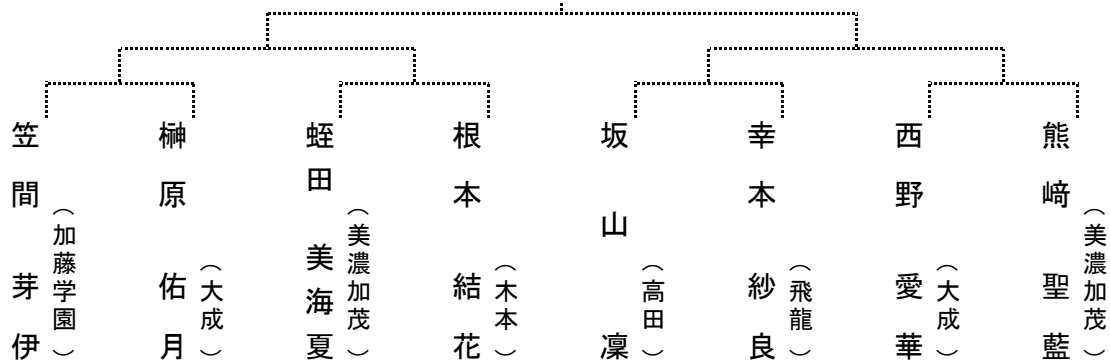 笠間 芽伊
（加藤学園）
榊原 佑月
（大成）
蛭田 美海夏
（美濃加茂）
根本 結花
（木本）
坂山 凜
（高田）
幸本 紗良
（飛龍）
西野 愛華
（大成）
熊﨑 聖藍
（美濃加茂）